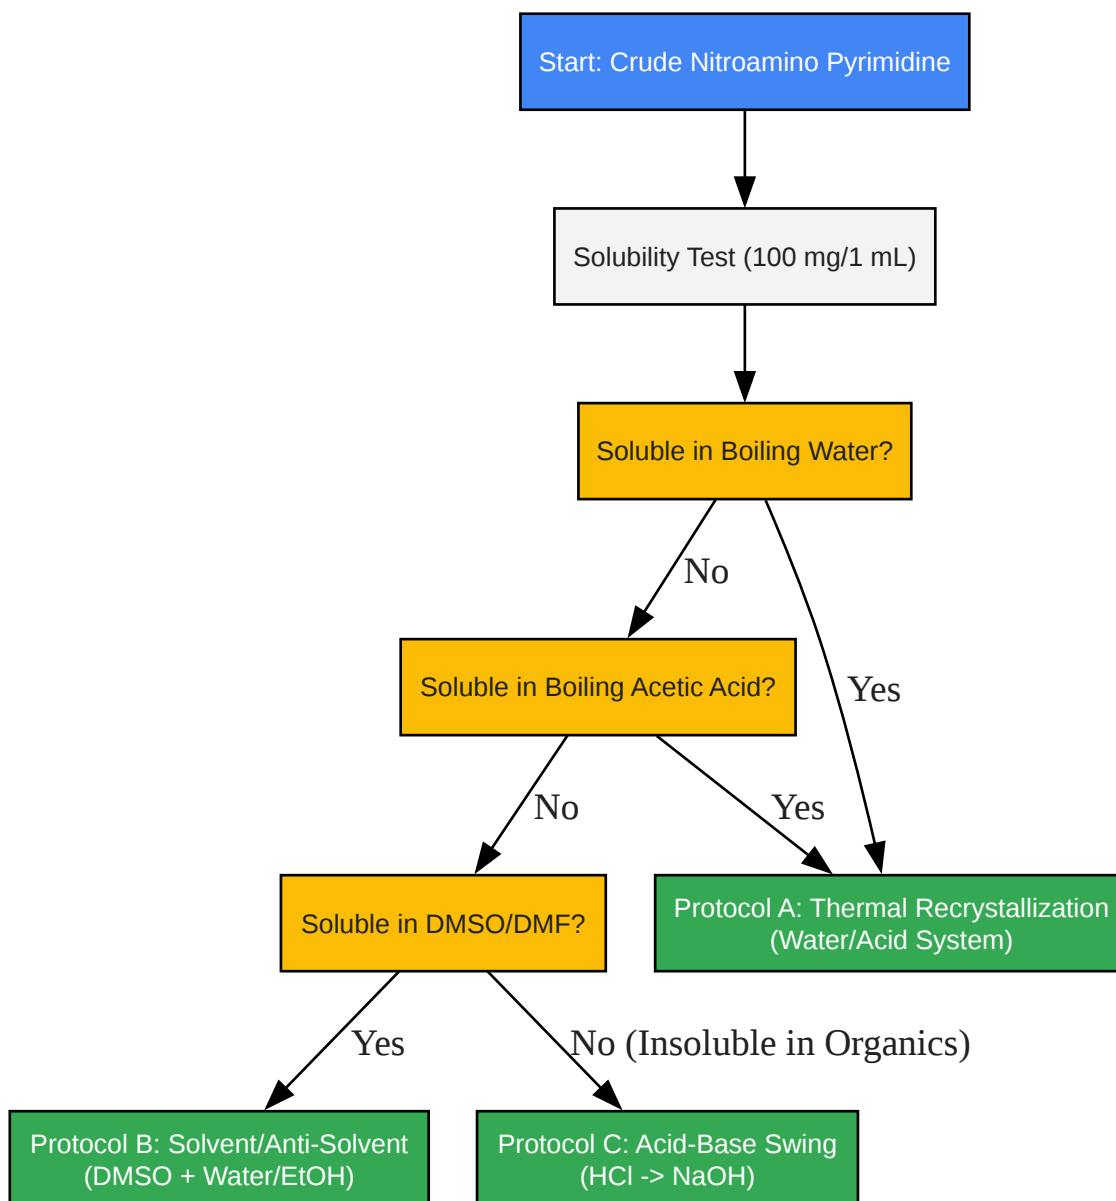 Start: Crude Nitroamino Pyrimidine
Solubility Test (100 mg/1 mL)
Soluble in Boiling Water?
No
Soluble in Boiling Acetic Acid?
Yes
No
Yes
Soluble in DMSO/DMF?
Protocol A: Thermal Recrystallization
(Water/Acid System)
Yes
No (Insoluble in Organics)
Protocol B: Solvent/Anti-Solvent
(DMSO + Water/EtOH)
Protocol C: Acid-Base Swing
(HCl -> NaOH)